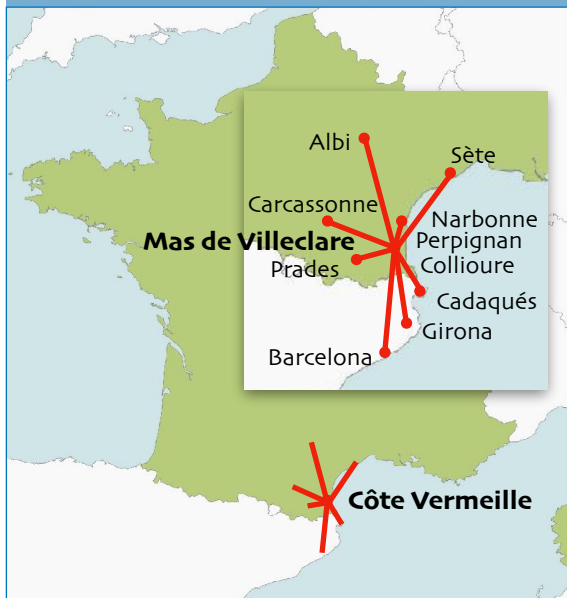 Albi
Sète
Carcassonne
Narbonne
Mas de Villeclare
Perpignan
Prades
Collioure
Cadaqués
Girona
Barcelona
Côte Vermeille